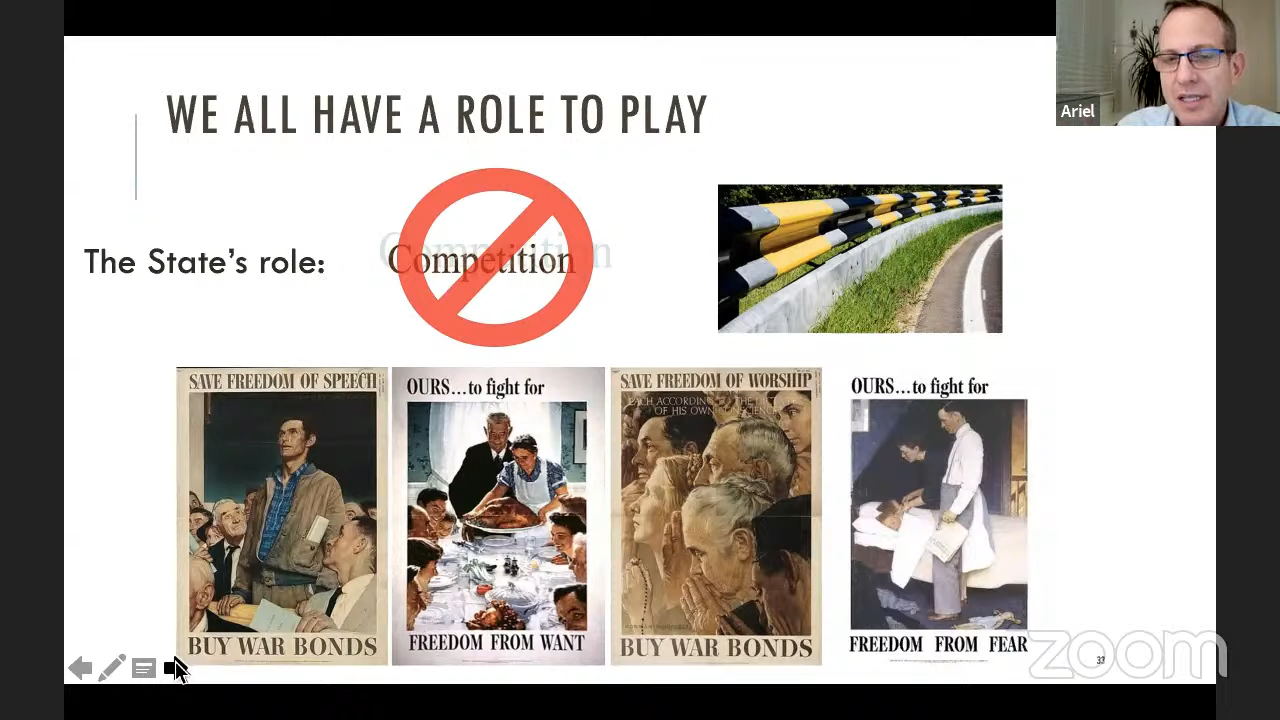 Ariel
WE ALL HAVE A ROLE TO PLAY
The State's role:
Competition
SAVE FREEDOM OF SPEECH
BUY WAR BONDS
OURS...to fight for
FREEDOM FROM WANT
SAVE FREEDOM OF WORSHIP
EACH ACCORDING TO THE DICTATES
OF HIS OWN CONSCIENCE
BUY WAR BONDS
OURS...to fight for
FREEDOM FROM FEAR
33
zoom